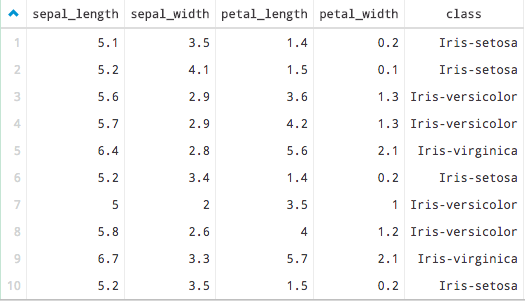 sepal_length sepal_width petal_length petal_width class
1 5.1 3.5 1.4 0.2 Iris-setosa
2 5.2 4.1 1.5 0.1 Iris-setosa
3 5.6 2.9 3.6 1.3 Iris-versicolor
4 5.7 2.9 4.2 1.3 Iris-versicolor
5 6.4 2.8 5.6 2.1 Iris-virginica
6 5.2 3.4 1.4 0.2 Iris-setosa
7 5 2 3.5 1 Iris-versicolor
8 5.8 2.6 4 1.2 Iris-versicolor
9 6.7 3.3 5.7 2.1 Iris-virginica
10 5.2 3.5 1.5 0.2 Iris-setosa